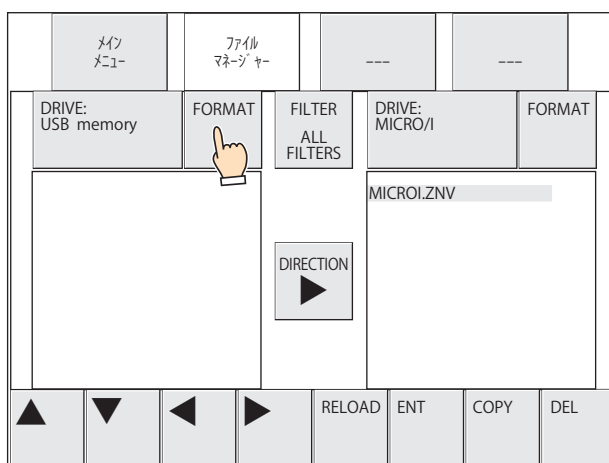 メイン
メニュー
ファイル
マネージャー
---
---
DRIVE:
USB memory
FORMAT
FILTER
ALL
FILTERS
DRIVE:
MICRO/I
FORMAT
MICROI.ZNV
DIRECTION
RELOAD
ENT
COPY
DEL